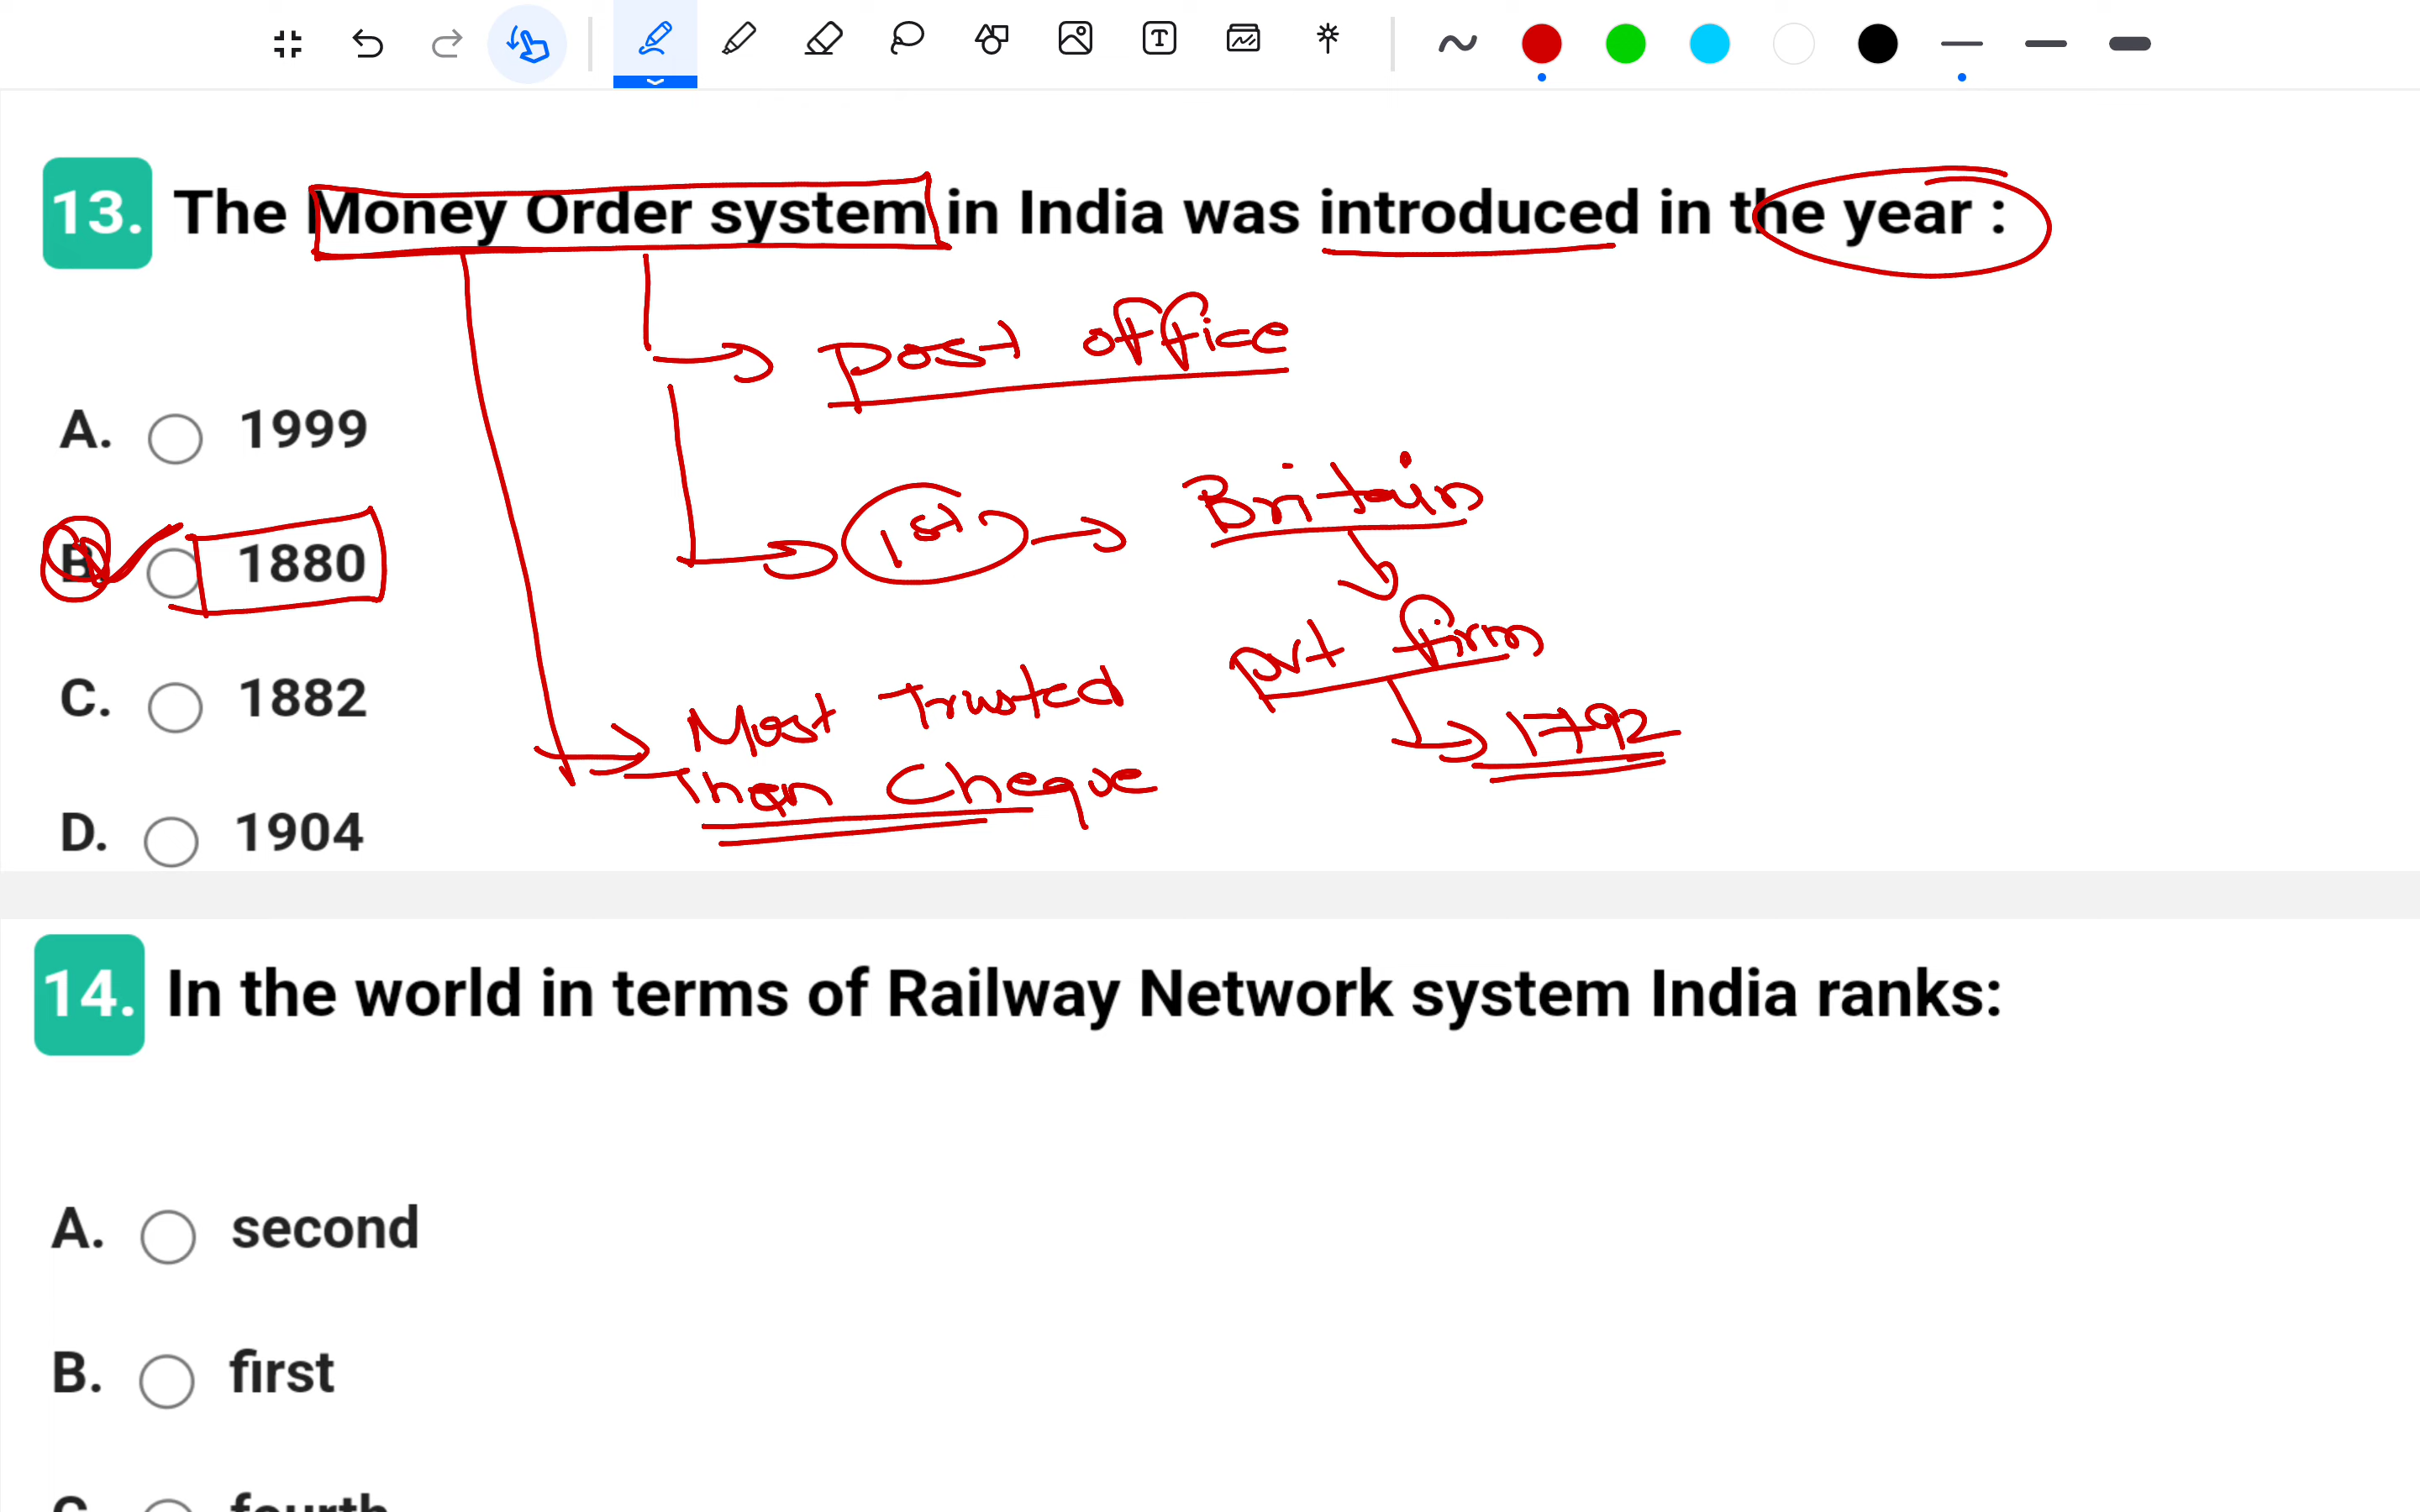 13. The Money Order system in India was introduced in the year :
post office
A. 1999
1st
Britain
B. 1880
pvt firm
C. 1882
Most Trusted
1792
Then Cheque
D. 1904
14. In the world in terms of Railway Network system India ranks:
A. second
B. first
C. fourth